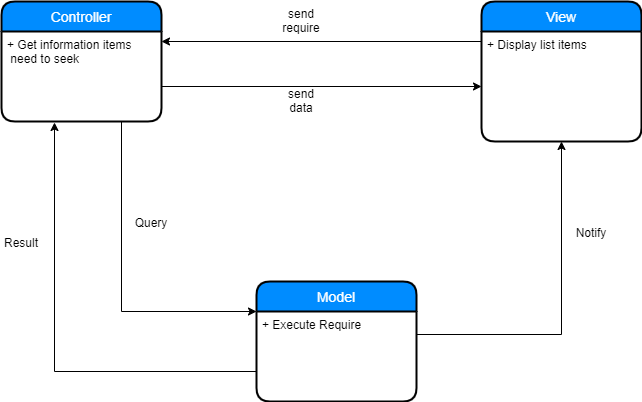 Controller
send
require
View
+ Get information items
need to seek
+ Display list items
send
data
Query
Result
Notify
Model
+ Execute Require